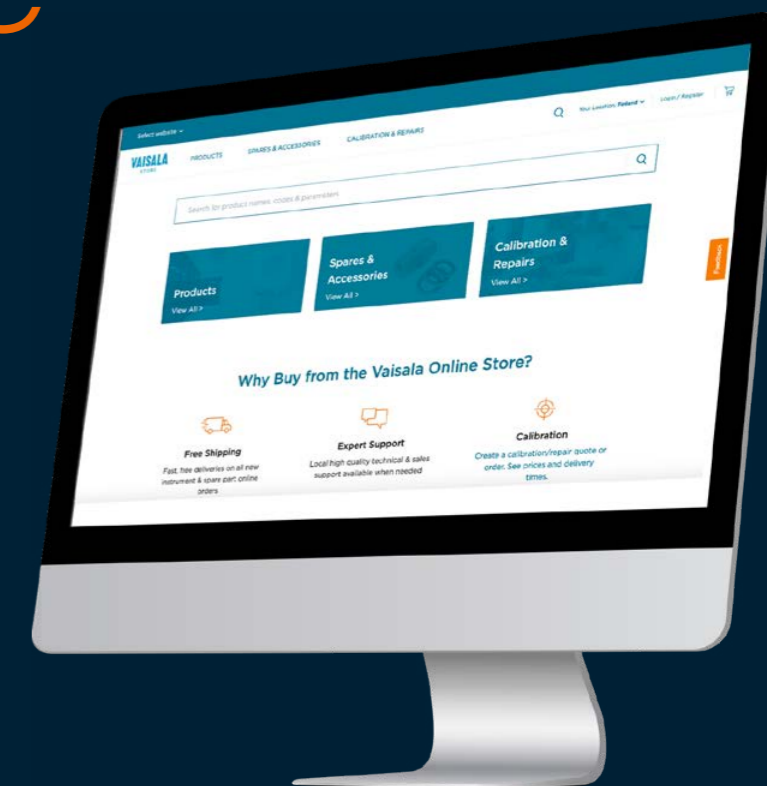 Select website
VAISALA
STORE
PRODUCTS
SPARES & ACCESSORIES
CALIBRATION & REPAIRS
Your Location: Finland
Login / Register
Search for product names, codes & parameters
Products
View All >
Spares &
Accessories
View All >
Calibration &
Repairs
View All >
Feedback
Why Buy from the Vaisala Online Store?
Free Shipping
Fast, free deliveries on all new
instrument & spare part online
orders
Expert Support
Local high quality technical & sales
support available when needed
Calibration
Create a calibration/repair quote or
order. See prices and delivery
times.